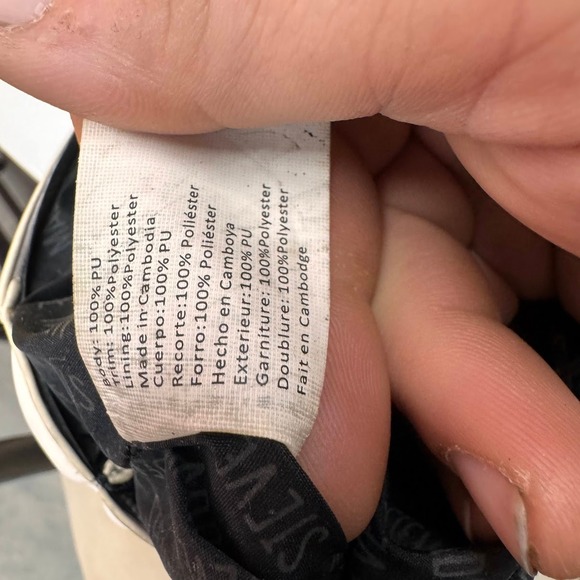 Body: 100% PU
Trim: 100%Polyester
Lining: 100%Polyester
Made in Cambodia
Cuerpo:100% PU
Recorte:100% Poliéster
Forro:100% Poliéster
Hecho en Camboya
Exterieur:100% PU
Garniture: 100%Polyester
Doublure: 100%Polyester
Fait en Cambodge
STEVE